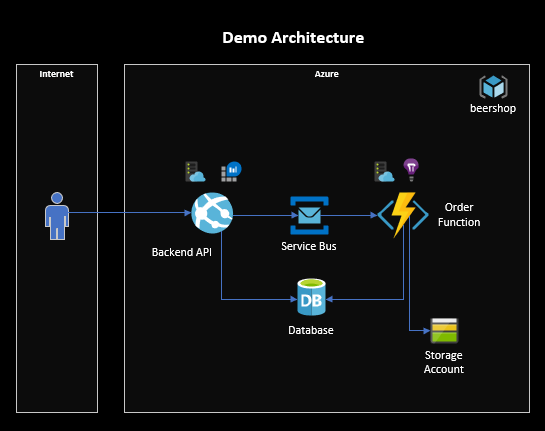 Demo Architecture
Internet
Azure
beershop
Backend API
Service Bus
Order
Function
DB
Database
Storage
Account